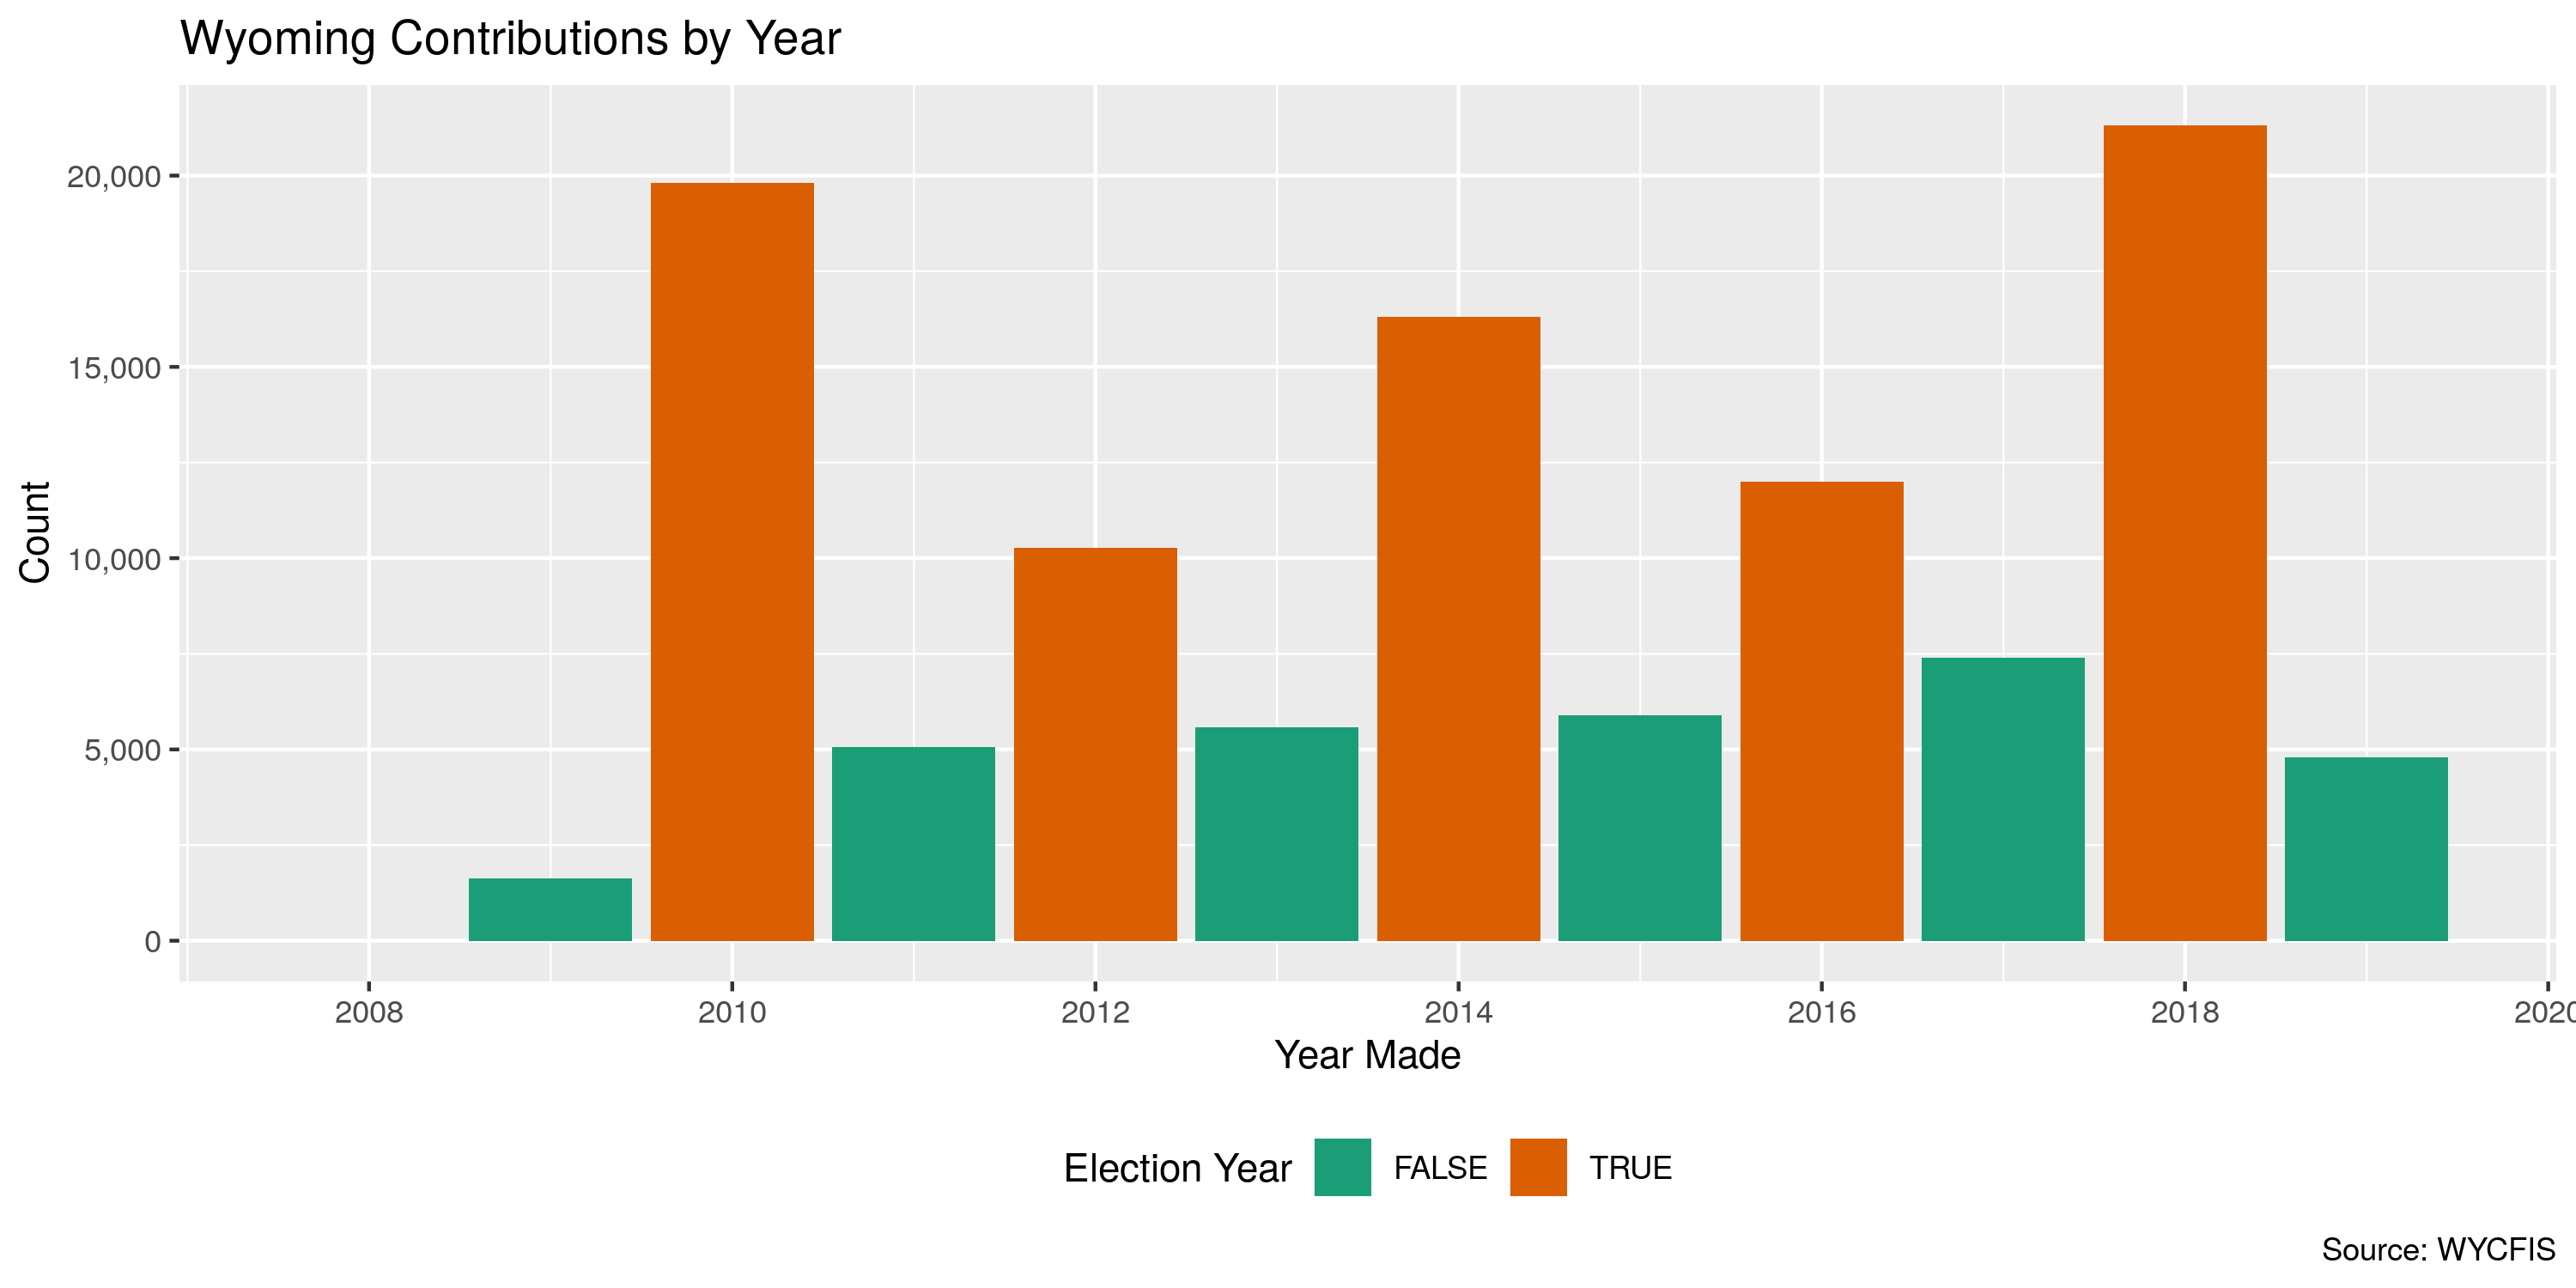 Wyoming Contributions by Year
Count
20,000
15,000
10,000
5,000
0
2008 2010 2012 2014 2016 2018 202
Year Made
Election Year FALSE TRUE
Source: WYCFIS